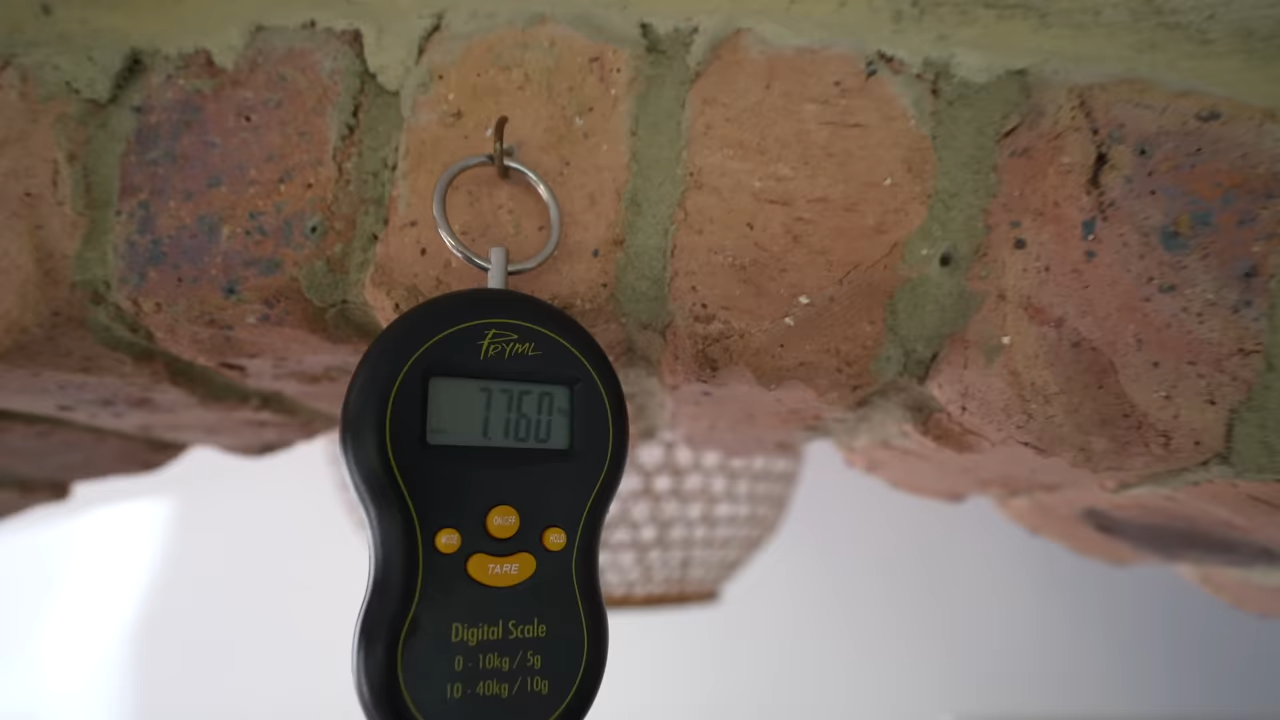 PRYML
7.760
ON/OFF
MODE
HOLD
TARE
Digital Scale
0 - 10kg / 5g
10 - 40kg / 10g